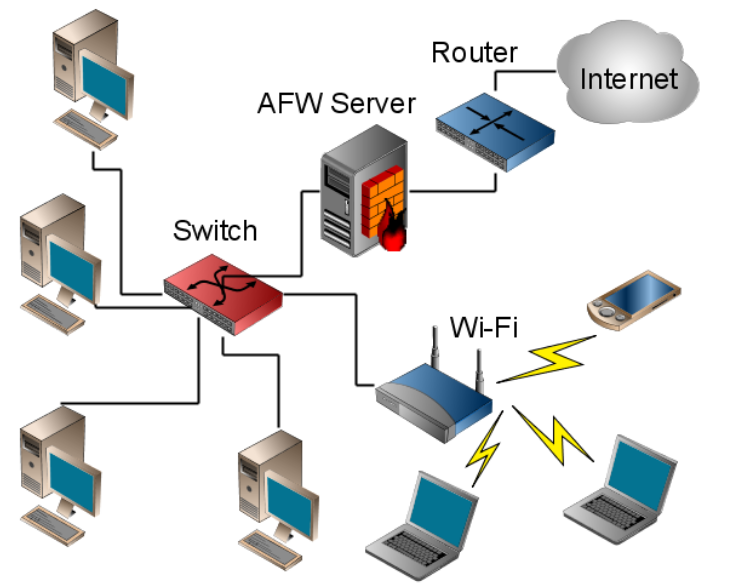 Router
Internet
AFW Server
Switch
Wi-Fi